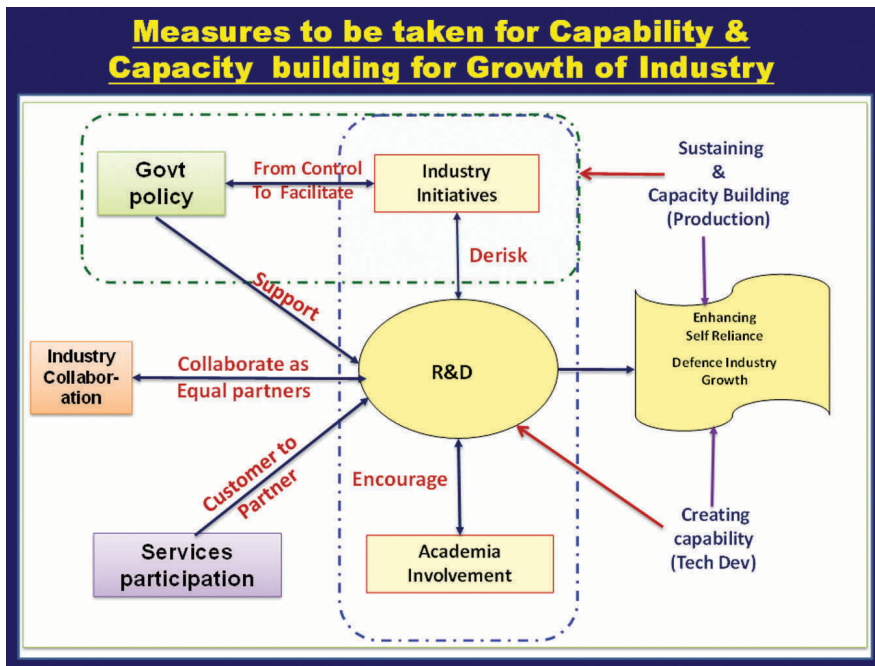 Measures to be taken for Capability &
Capacity building for Growth of Industry
Govt
policy
From Control
To Facilitate
Industry
Initiatives
Sustaining
&
Capacity Building
(Production)
Support
Derisk
Enhancing
Self Reliance
Defence Industry
Growth
Industry
Collabor-
ation
Collaborate as
Equal partners
R&D
Customer to
Partner
Encourage
Services
participation
Academia
Involvement
Creating
capability
(Tech Dev)